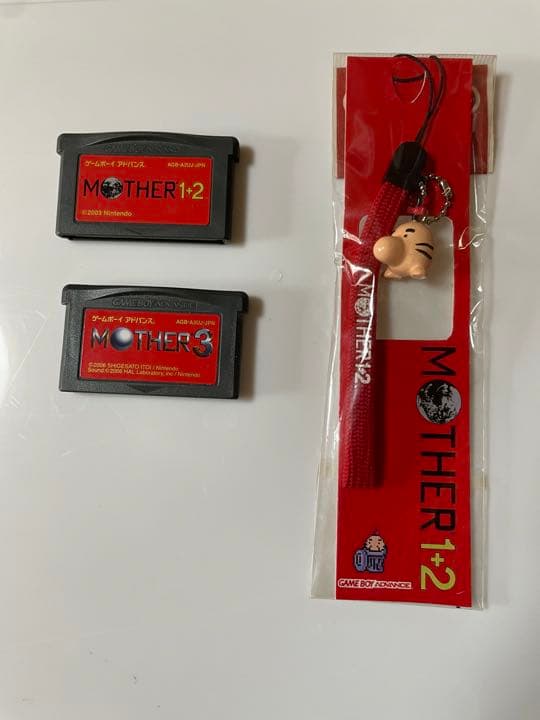 ゲームボーイ アドバンス
AGB-A2UJ-JPN
MOTHER 1+2
©2003 Nintendo
GAME BOY ADVANCE
ゲームボーイ アドバンス
AGB-A3UJ-JPN
MOTHER 3
©2006 SHIGESATO ITOI / Nintendo
Sound:©2006 HAL Laboratory, inc / Nintendo
MOTHER 1+2
MOTHER 1+2
GAME BOY ADVANCE